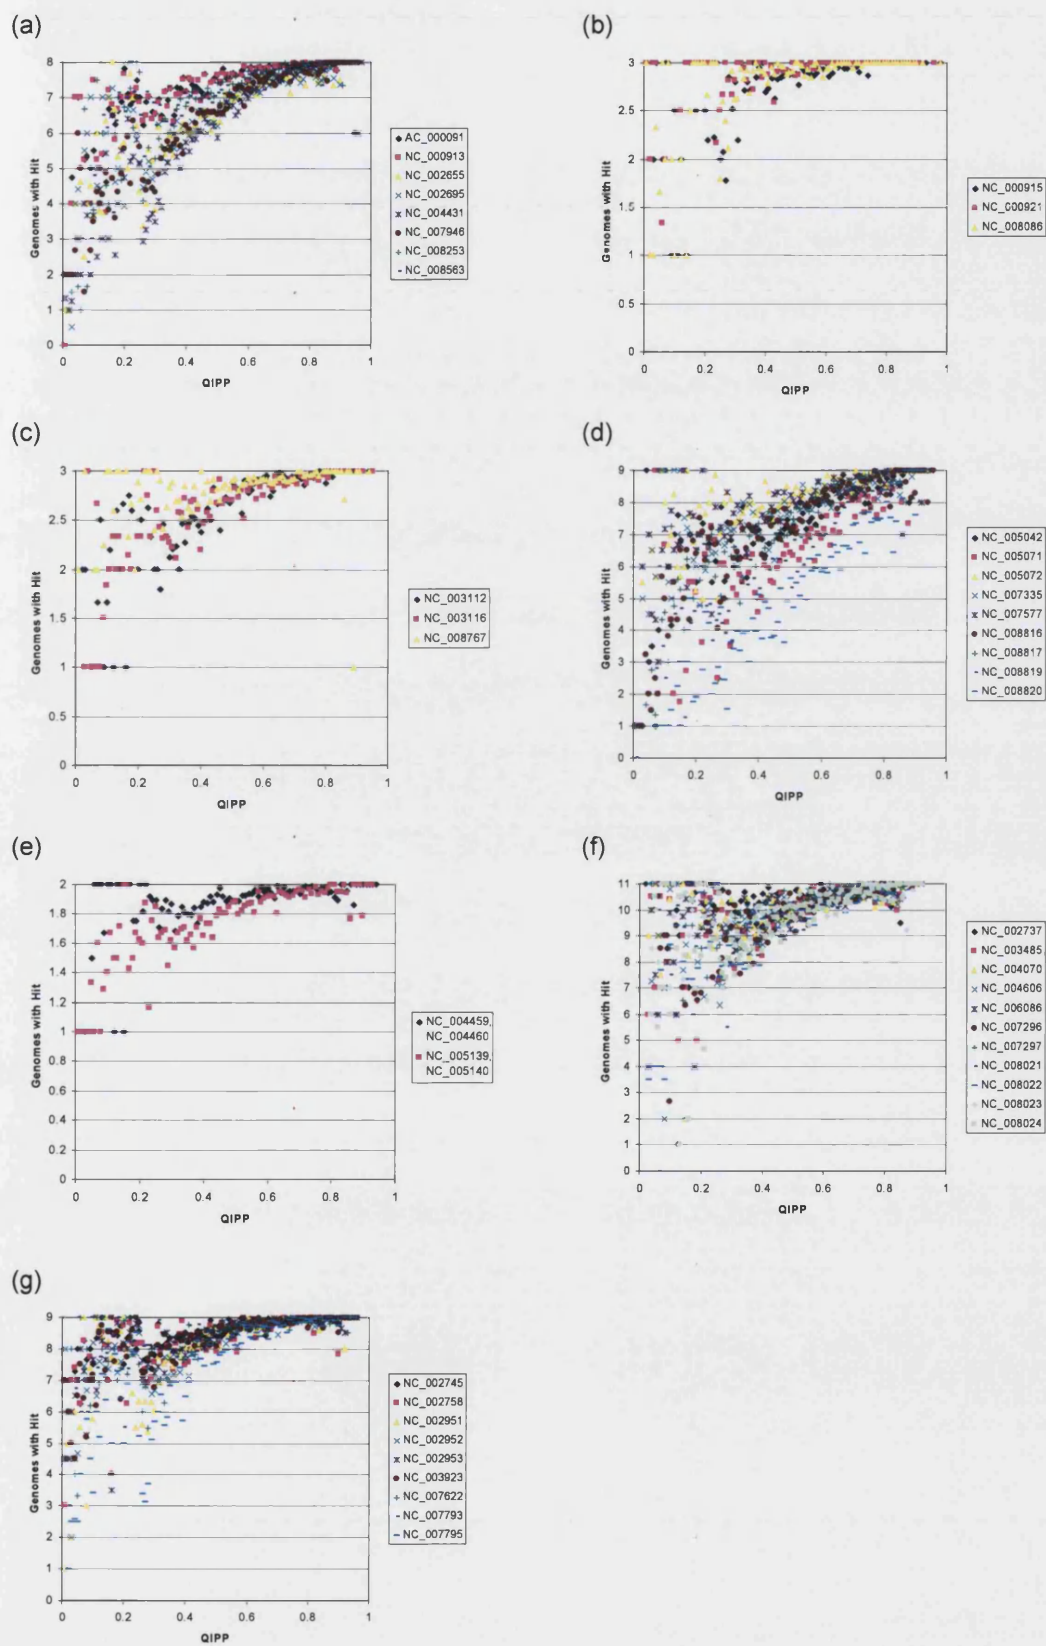 (a)
8
7
6
5
4
3
2
1
0
Genomes with Hit
0 0.2 0.4 0.6 0.8 1
QIPP
AC_000091
NC_000913
NC_002655
NC_002695
NC_004431
NC_007946
NC_008253
NC_008563
(b)
3
2.5
2
1.5
1
0.5
0
Genomes with Hit
0 0.2 0.4 0.6 0.8 1
QIPP
NC_000915
NC_000921
NC_008086
(c)
3
2.5
2
1.5
1
0.5
0
Genomes with Hit
0 0.2 0.4 0.6 0.8 1
QIPP
NC_003112
NC_003116
NC_008767
(d)
9
8
7
6
5
4
3
2
1
0
Genomes with Hit
0 0.2 0.4 0.6 0.8 1
QIPP
NC_005042
NC_005071
NC_005072
NC_007335
NC_007577
NC_008816
NC_008817
NC_008819
NC_008820
(e)
2
1.8
1.6
1.4
1.2
1
0.8
0.6
0.4
0.2
0
Genomes with Hit
0 0.2 0.4 0.6 0.8 1
QIPP
NC_004459,
NC_004460
NC_005139,
NC_005140
(f)
11
10
9
8
7
6
5
4
3
2
1
0
Genomes with Hit
0 0.2 0.4 0.6 0.8 1
QIPP
NC_002737
NC_003485
NC_004070
NC_004606
NC_006086
NC_007296
NC_007297
NC_008021
NC_008022
NC_008023
NC_008024
(g)
9
8
7
6
5
4
3
2
1
0
Genomes with Hit
0 0.2 0.4 0.6 0.8 1
QIPP
NC_002745
NC_002758
NC_002951
NC_002952
NC_002953
NC_003923
NC_007622
NC_007793
NC_007795